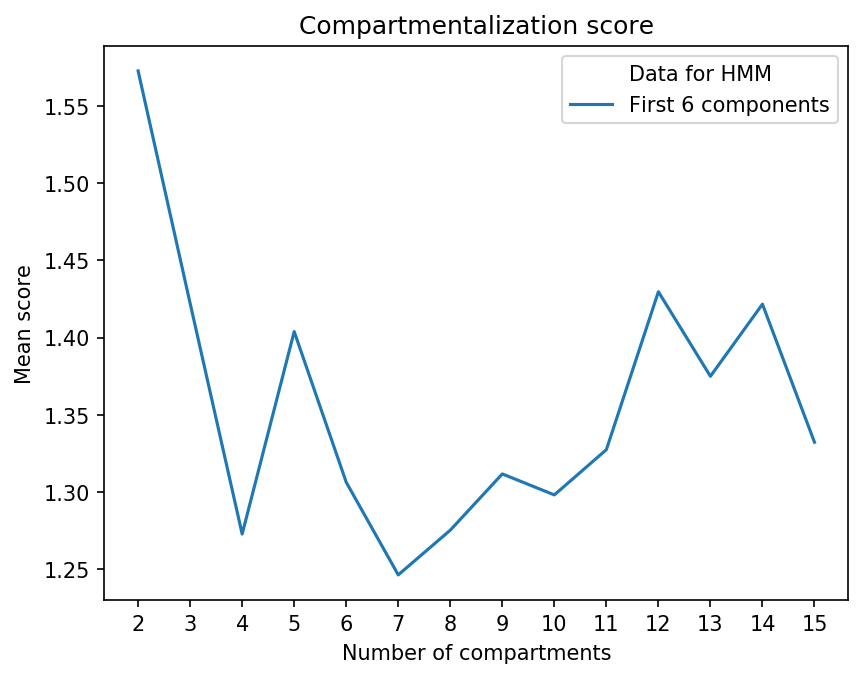 Compartmentalization score
Data for HMM
First 6 components
Mean score
1.55
1.50
1.45
1.40
1.35
1.30
1.25
2 3 4 5 6 7 8 9 10 11 12 13 14 15
Number of compartments